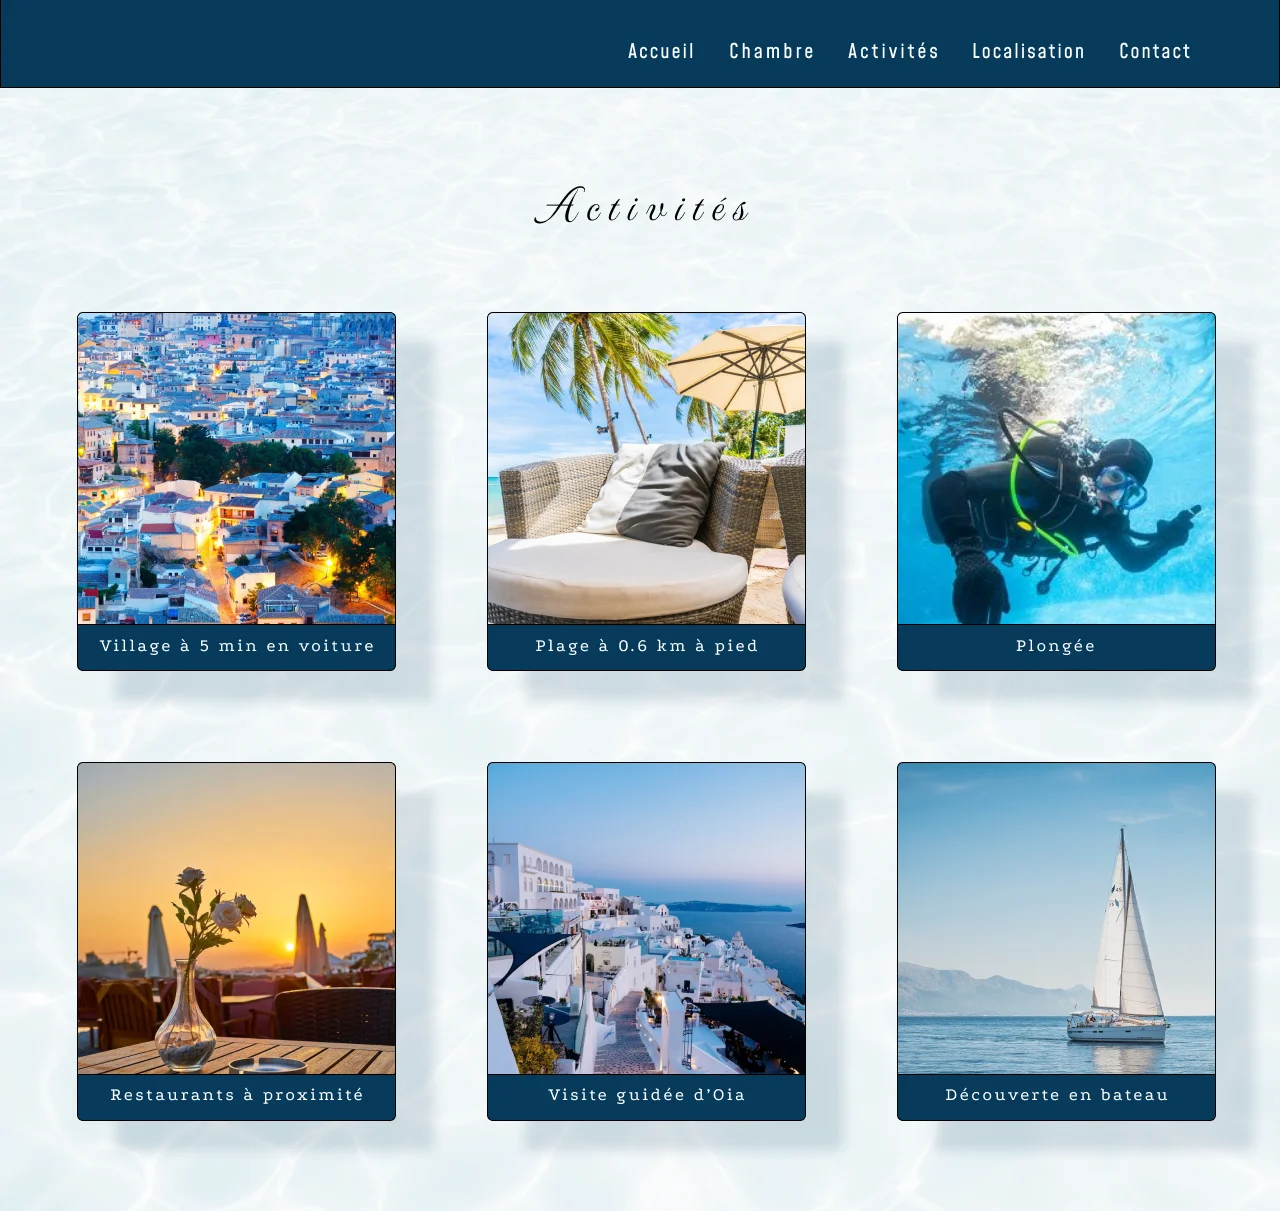 Accueil Chambre Activités Localisation Contact
Activités
Village à 5 min en voiture
Plage à 0.6 km à pied
Plongée
Restaurants à proximité
Visite guidée d’Oia
Découverte en bateau